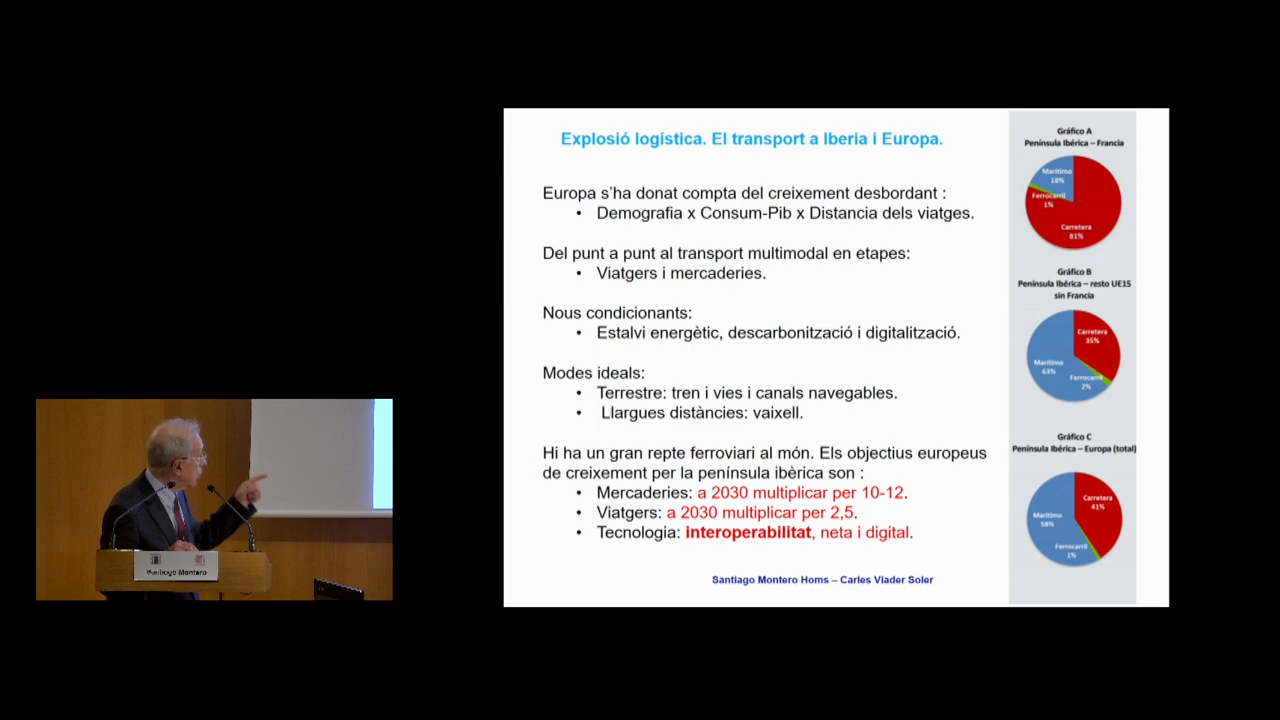 Explosió logística. El transport a Iberia i Europa.
Europa s'ha donat compta del creixement desbordant :
• Demografia x Consum-Pib x Distancia dels viatges.
Del punt a punt al transport multimodal en etapes:
• Viatgers i mercaderies.
Nous condicionants:
• Estalvi energètic, descarbonització i digitalització.
Modes ideals:
• Terrestre: tren i vies i canals navegables.
• Llargues distàncies: vaixell.
Hi ha un gran repte ferroviari al món. Els objectius europeus
de creixement per la península ibèrica son :
• Mercaderies: a 2030 multiplicar per 10-12.
• Viatgers: a 2030 multiplicar per 2,5.
• Tecnologia: interoperabilitat, neta i digital.
Santiago Montero Homs – Carles Viader Soler
Gráfico A
Península Ibérica – Francia
Marítimo
18%
Ferrocarril
1%
Carretera
81%
Gráfico B
Península Ibérica – resto UE15
sin Francia
Carretera
35%
Marítimo
63%
Ferrocarril
2%
Gráfico C
Península Ibérica – Europa (total)
Carretera
41%
Marítimo
58%
Ferrocarril
1%
Santiago Montero